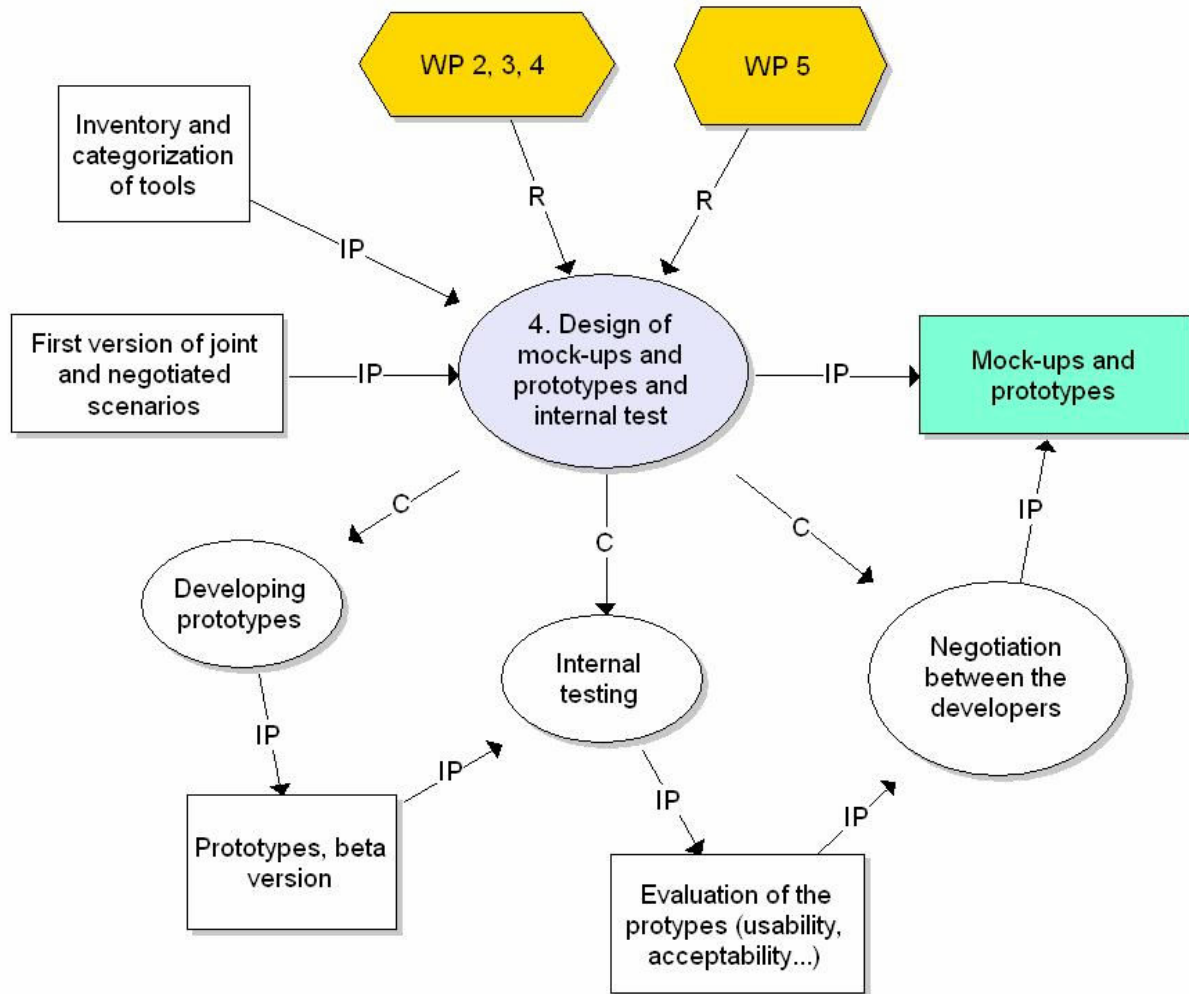 WP 2, 3, 4
WP 5
Inventory and
categorization
of tools
R
R
IP
First version of joint
and negotiated
scenarios
IP
4. Design of
mock-ups and
prototypes and
internal test
IP
Mock-ups and
prototypes
C
C
C
IP
Developing
prototypes
Internal
testing
Negotiation
between the
developers
IP
IP
IP
IP
Prototypes, beta
version
Evaluation of the
protypes (usability,
acceptability...)